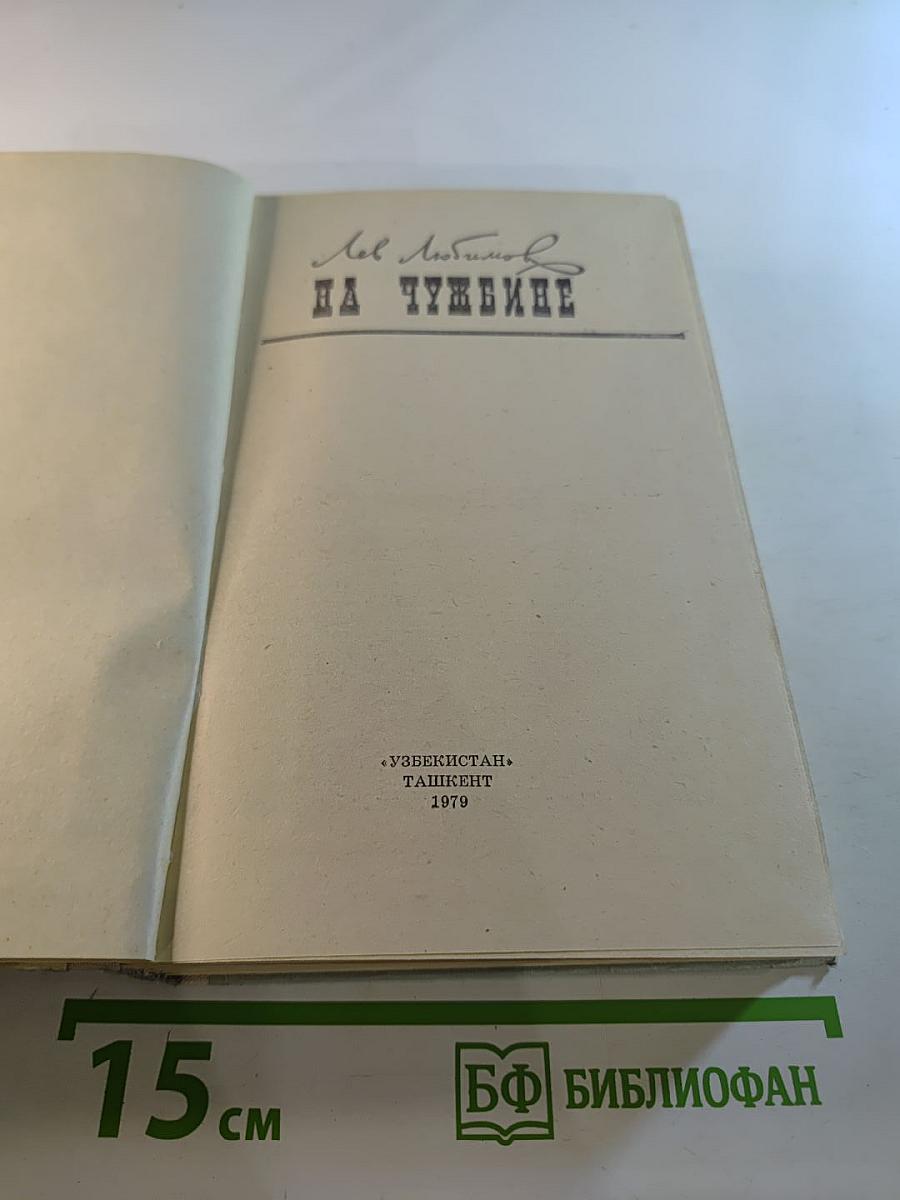 Лев Любимов
НА ЧУЖБИНЕ
«УЗБЕКИСТАН»
ТАШКЕНТ
1979
15 см
БФ БИБЛИОФАН